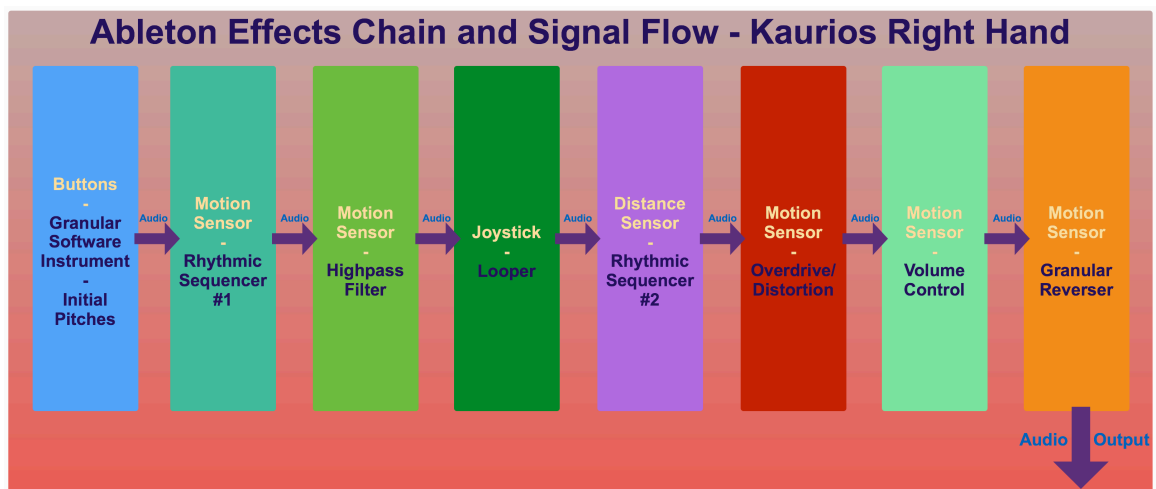 Ableton Effects Chain and Signal Flow - Kaurios Right Hand
Buttons
-
Granular
Software
Instrument
-
Initial
Pitches
Audio
Motion
Sensor
-
Rhythmic
Sequencer
#1
Audio
Motion
Sensor
-
Highpass
Filter
Audio
Joystick
-
Looper
Audio
Distance
Sensor
-
Rhythmic
Sequencer
#2
Audio
Motion
Sensor
-
Overdrive/
Distortion
Audio
Motion
Sensor
-
Volume
Control
Audio
Motion
Sensor
-
Granular
Reverser
Audio Output